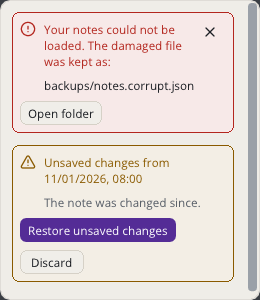 Your notes could not be
loaded. The damaged file
was kept as:
backups/notes.corrupt.json
Open folder
Unsaved changes from
11/01/2026, 08:00
The note was changed since.
Restore unsaved changes
Discard